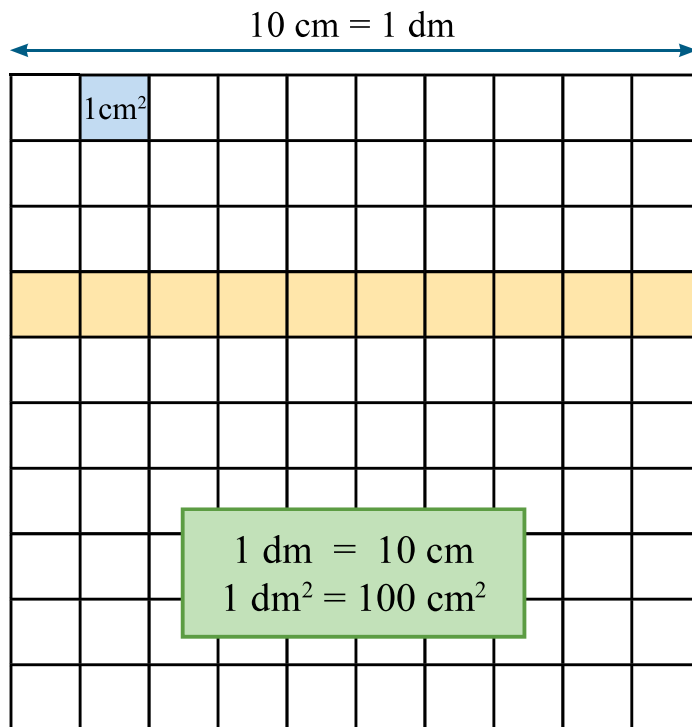 10 cm = 1 dm
1cm²
1 dm = 10 cm
1 dm² = 100 cm²